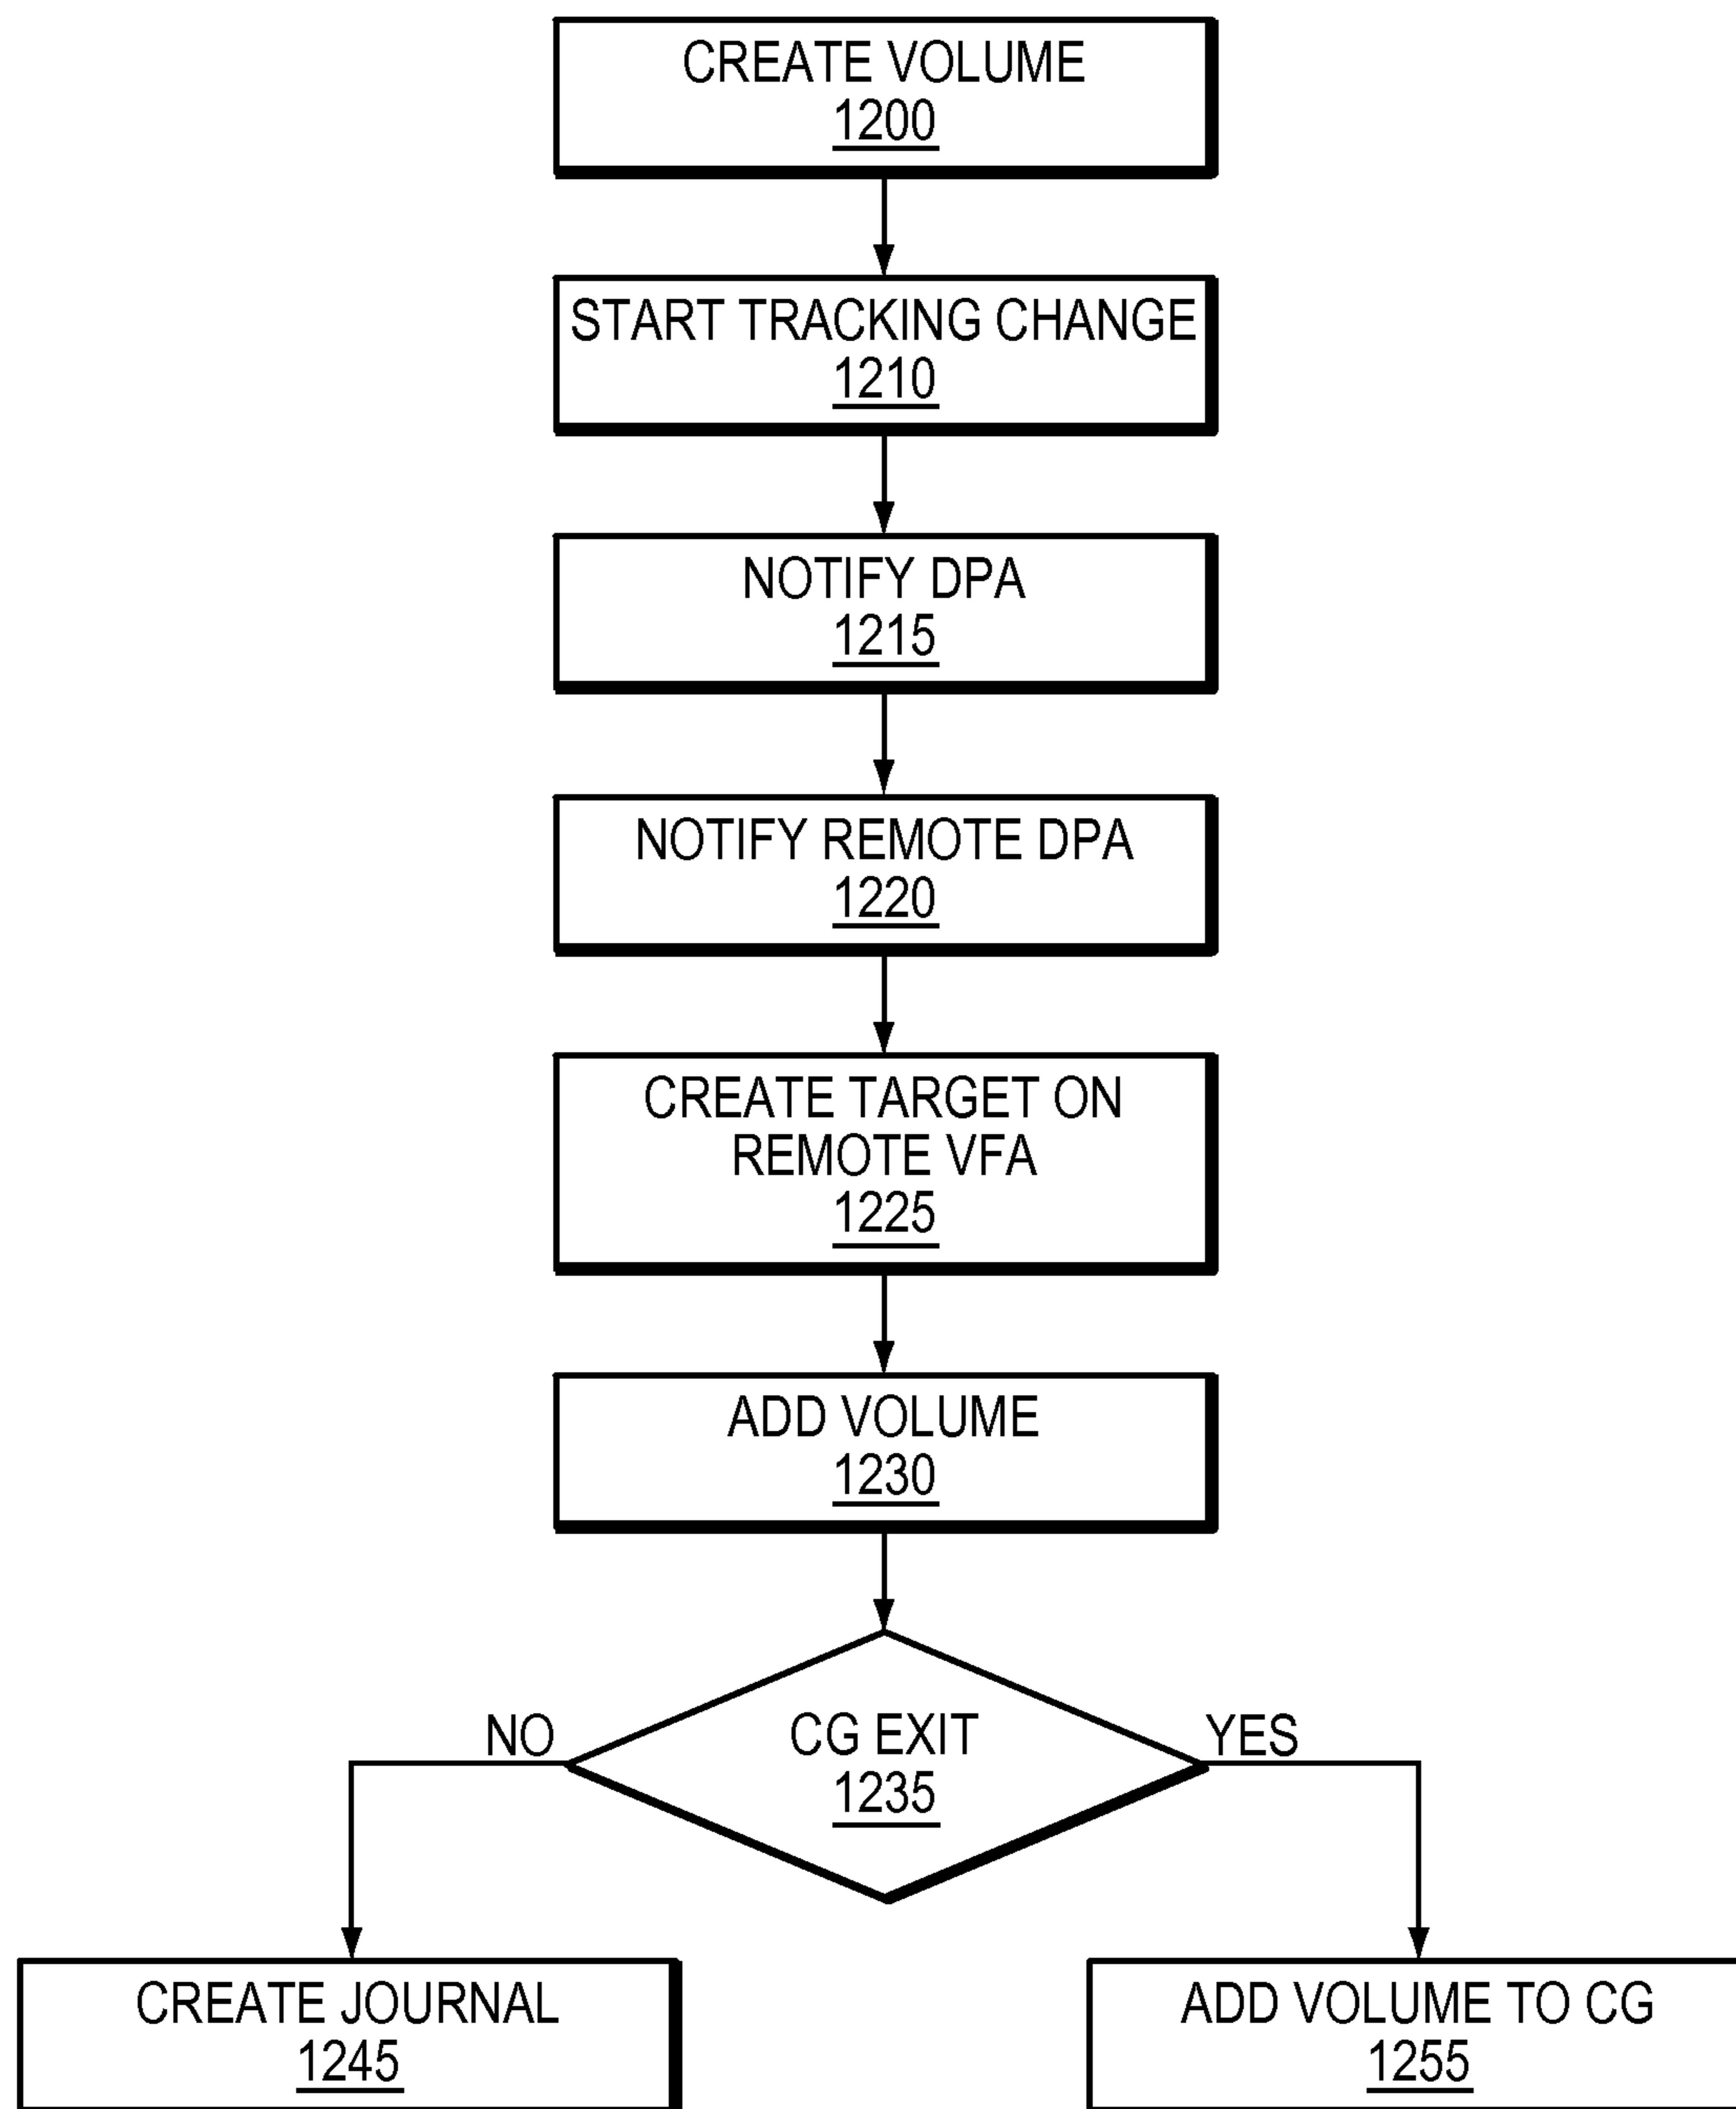 CREATE VOLUME
1200
START TRACKING CHANGE
1210
NOTIFY DPA
1215
NOTIFY REMOTE DPA
1220
CREATE TARGET ON
REMOTE VFA
1225
ADD VOLUME
1230
CG EXIT
1235
NO
YES
CREATE JOURNAL
1245
ADD VOLUME TO CG
1255